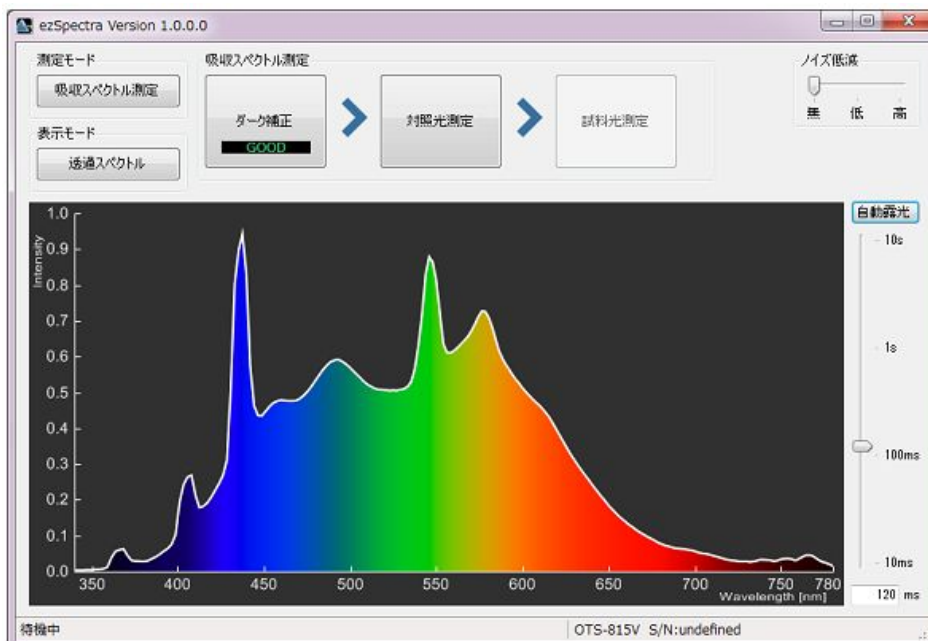 ezSpectra Version 1.0.0.0
測定モード
吸収スペクトル測定
表示モード
透過スペクトル
吸収スペクトル測定
ダーク補正
GOOD
対照光測定
試料光測定
ノイズ低減
無 低 高
自動露光
10s
1s
100ms
10ms
120 ms
Intensity
1.0
0.9
0.8
0.7
0.6
0.5
0.4
0.3
0.2
0.1
0.0
350 400 450 500 550 600 650 700 750 780
Wavelength [nm]
待機中
OTS-815V S/N:undefined